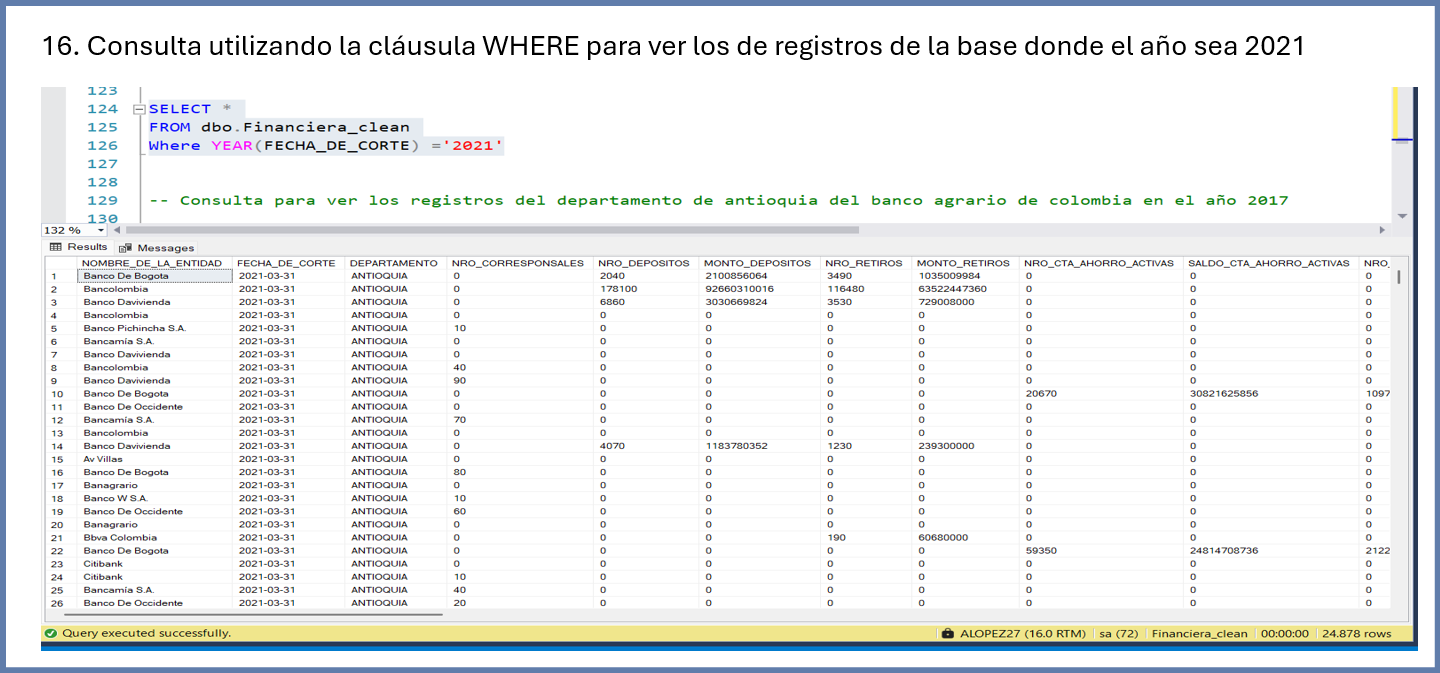 16. Consulta utilizando la cláusula WHERE para ver los de registros de la base donde el año sea 2021
123
124 SELECT *
125 FROM dbo.Financiera_clean
126 Where YEAR(FECHA_DE_CORTE) ='2021'
127
128
129 -- Consulta para ver los registros del departamento de antioquia del banco agrario de colombia en el año 2017
130
132 %
Results Messages
NOMBRE_DE_LA_ENTIDAD FECHA_DE_CORTE DEPARTAMENTO NRO_CORRESPONSALES NRO_DEPOSITOS MONTO_DEPOSITOS NRO_RETIROS MONTO_RETIROS NRO_CTA_AHORRO_ACTIVAS SALDO_CTA_AHORRO_ACTIVAS NRO_
1 Banco De Bogota 2021-03-31 ANTIOQUIA 0 2040 2100856064 3490 1035009984 0 0 0
2 Bancolombia 2021-03-31 ANTIOQUIA 0 178100 92660310016 116480 63522447360 0 0 0
3 Banco Davivienda 2021-03-31 ANTIOQUIA 0 6860 3030669824 3530 729008000 0 0 0
4 Bancolombia 2021-03-31 ANTIOQUIA 0 0 0 0 0 0 0 0
5 Banco Pichincha S.A. 2021-03-31 ANTIOQUIA 10 0 0 0 0 0 0 0
6 Bancamía S.A. 2021-03-31 ANTIOQUIA 0 0 0 0 0 0 0 0
7 Banco Davivienda 2021-03-31 ANTIOQUIA 0 0 0 0 0 0 0 0
8 Bancolombia 2021-03-31 ANTIOQUIA 40 0 0 0 0 0 0 0
9 Banco Davivienda 2021-03-31 ANTIOQUIA 90 0 0 0 0 0 0 0
10 Banco De Bogota 2021-03-31 ANTIOQUIA 0 0 0 0 0 20670 30821625856 1097
11 Banco De Occidente 2021-03-31 ANTIOQUIA 0 0 0 0 0 0 0 0
12 Bancamía S.A. 2021-03-31 ANTIOQUIA 70 0 0 0 0 0 0 0
13 Bancolombia 2021-03-31 ANTIOQUIA 0 0 0 0 0 0 0 0
14 Banco Davivienda 2021-03-31 ANTIOQUIA 0 4070 1183780352 1230 239300000 0 0 0
15 Av Villas 2021-03-31 ANTIOQUIA 0 0 0 0 0 0 0 0
16 Banco De Bogota 2021-03-31 ANTIOQUIA 80 0 0 0 0 0 0 0
17 Banagrario 2021-03-31 ANTIOQUIA 0 0 0 0 0 0 0 0
18 Banco W S.A. 2021-03-31 ANTIOQUIA 10 0 0 0 0 0 0 0
19 Banco De Occidente 2021-03-31 ANTIOQUIA 60 0 0 0 0 0 0 0
20 Banagrario 2021-03-31 ANTIOQUIA 0 0 0 0 0 0 0 0
21 Bbva Colombia 2021-03-31 ANTIOQUIA 0 0 0 190 60680000 0 0 0
22 Banco De Bogota 2021-03-31 ANTIOQUIA 0 0 0 0 0 59350 24814708736 2122
23 Citibank 2021-03-31 ANTIOQUIA 0 0 0 0 0 0 0 0
24 Citibank 2021-03-31 ANTIOQUIA 10 0 0 0 0 0 0 0
25 Bancamía S.A. 2021-03-31 ANTIOQUIA 40 0 0 0 0 0 0 0
26 Banco De Occidente 2021-03-31 ANTIOQUIA 20 0 0 0 0 0 0 0
Query executed successfully. ALOPEZ27 (16.0 RTM) sa (72) Financiera_clean 00:00:00 24.878 rows